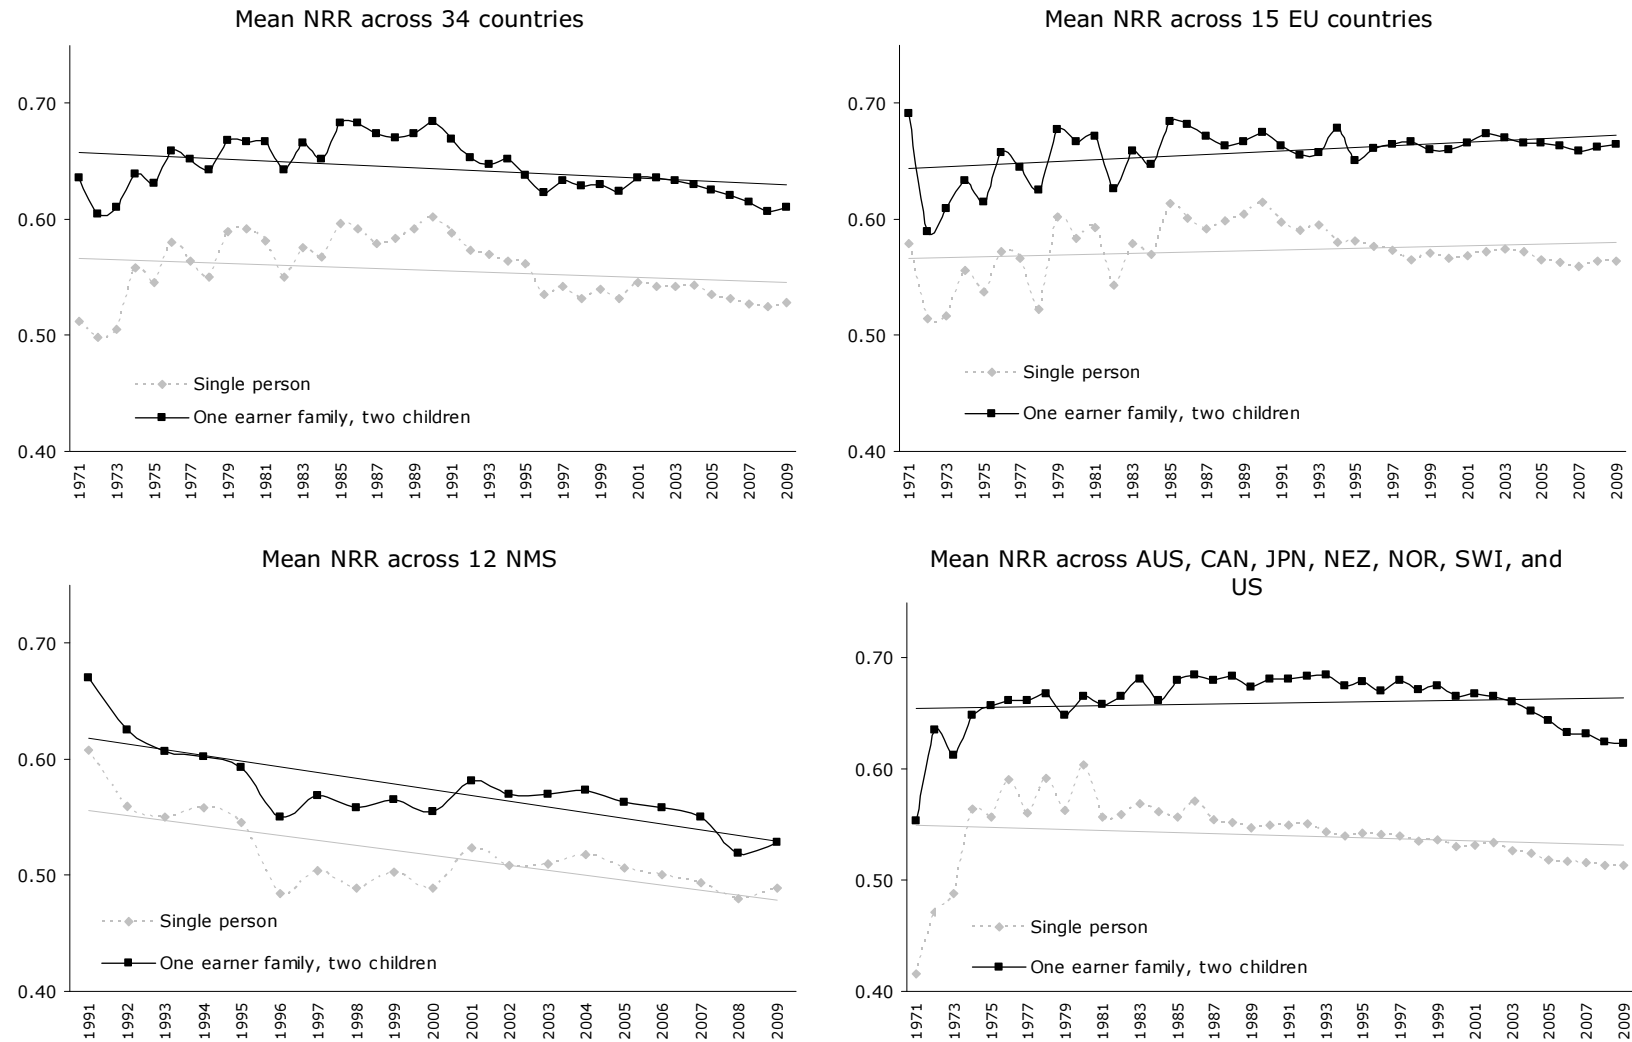 Mean NRR across 34 countries
0.70
0.60
0.50
0.40
Single person
One earner family, two children
1971 1973 1975 1977 1979 1981 1983 1985 1987 1989 1991 1993 1995 1997 1999 2001 2003 2005 2007 2009
Mean NRR across 15 EU countries
0.70
0.60
0.50
0.40
Single person
One earner family, two children
1971 1973 1975 1977 1979 1981 1983 1985 1987 1989 1991 1993 1995 1997 1999 2001 2003 2005 2007 2009
Mean NRR across 12 NMS
0.70
0.60
0.50
0.40
Single person
One earner family, two children
1991 1992 1993 1994 1995 1996 1997 1998 1999 2000 2001 2002 2003 2004 2005 2006 2007 2008 2009
Mean NRR across AUS, CAN, JPN, NEZ, NOR, SWI, and
US
0.70
0.60
0.50
0.40
Single person
One earner family, two children
1971 1973 1975 1977 1979 1981 1983 1985 1987 1989 1991 1993 1995 1997 1999 2001 2003 2005 2007 2009